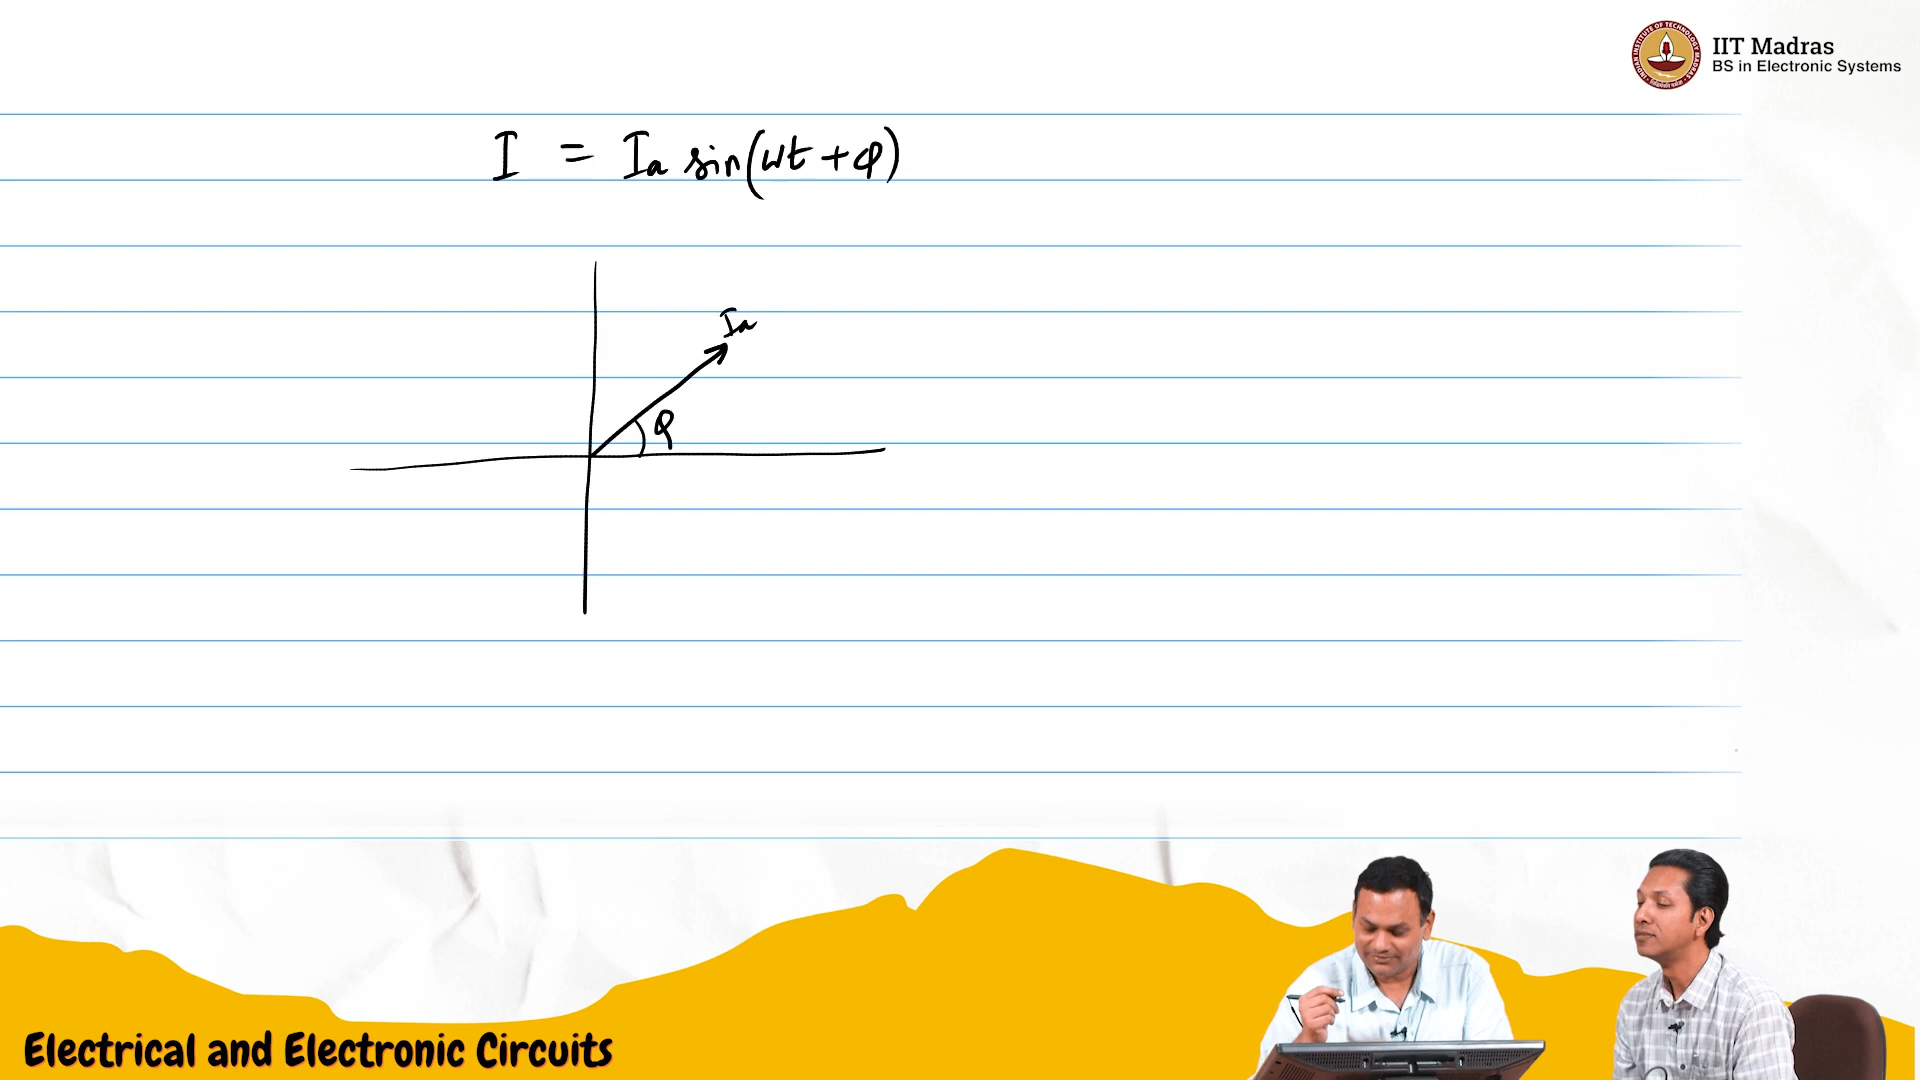 IIT Madras
BS in Electronic Systems
I = Ia sin(ωt + φ)
Ia
φ
Electrical and Electronic Circuits